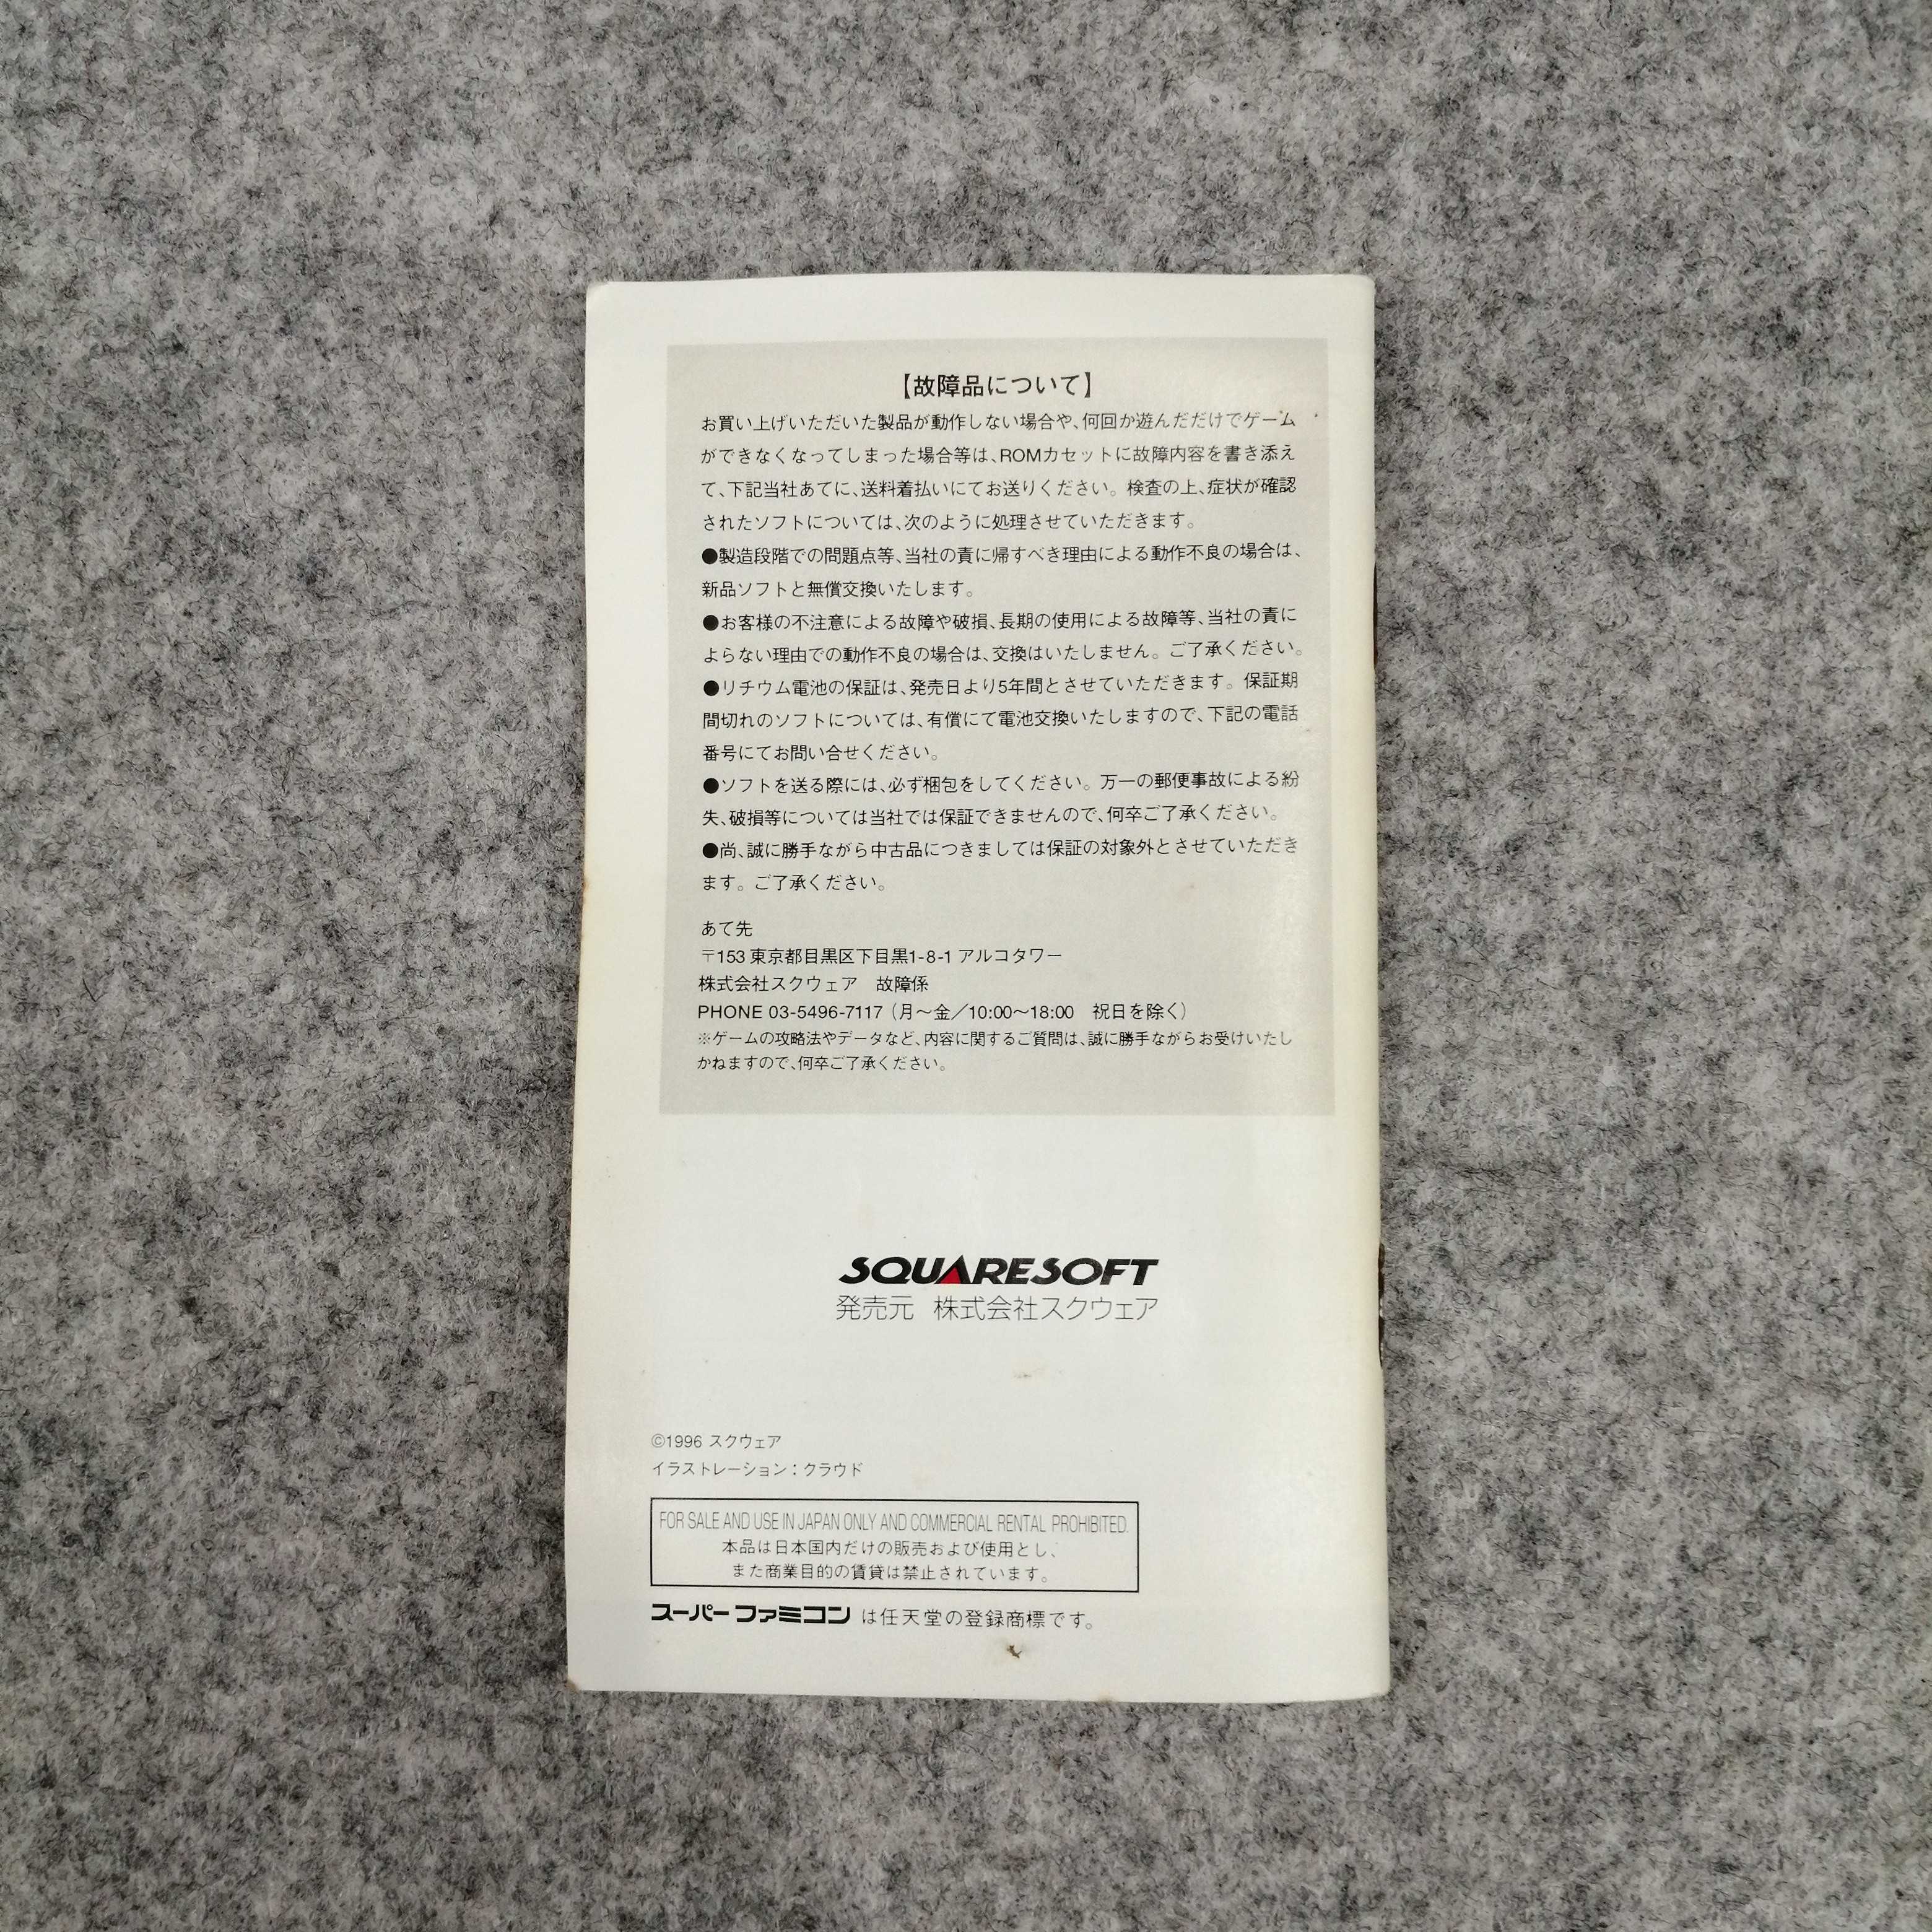 【故障品について】
お買い上げいただいた製品が動作しない場合や、何回か遊んだだけでゲーム
ができなくなってしまった場合等は、ROMカセットに故障内容を書き添え
て、下記当社あてに、送料着払いにてお送りください。検査の上、症状が確認
されたソフトについては、次のように処理させていただきます。
●製造段階での問題点等、当社の責に帰すべき理由による動作不良の場合は、
新品ソフトと無償交換いたします。
●お客様の不注意による故障や破損、長期の使用による故障等、当社の責に
よらない理由での動作不良の場合は、交換はいたしません。ご了承ください。
●リチウム電池の保証は、発売日より5年間とさせていただきます。保証期
間切れのソフトについては、有償にて電池交換いたしますので、下記の電話
番号にてお問い合せください。
●ソフトを送る際には、必ず梱包をしてください。万一の郵便事故による紛
失、破損等については当社では保証できませんので、何卒ご了承ください。
●尚、誠に勝手ながら中古品につきましては保証の対象外とさせていただき
ます。ご了承ください。
あて先
〒153 東京都目黒区下目黒1-8-1 アルコタワー
株式会社スクウェア　故障係
PHONE 03-5496-7117（月～金／10:00～18:00　祝日を除く）
※ゲームの攻略法やデータなど、内容に関するご質問は、誠に勝手ながらお受けいたし
かねますので、何卒ご了承ください。
SQUARESOFT
発売元　株式会社スクウェア
©1996 スクウェア
イラストレーション：クラウド
FOR SALE AND USE IN JAPAN ONLY AND COMMERCIAL RENTAL PROHIBITED.
本品は日本国内だけの販売および使用とし、
また商業目的の賃貸は禁止されています。
スーパーファミコン は任天堂の登録商標です。